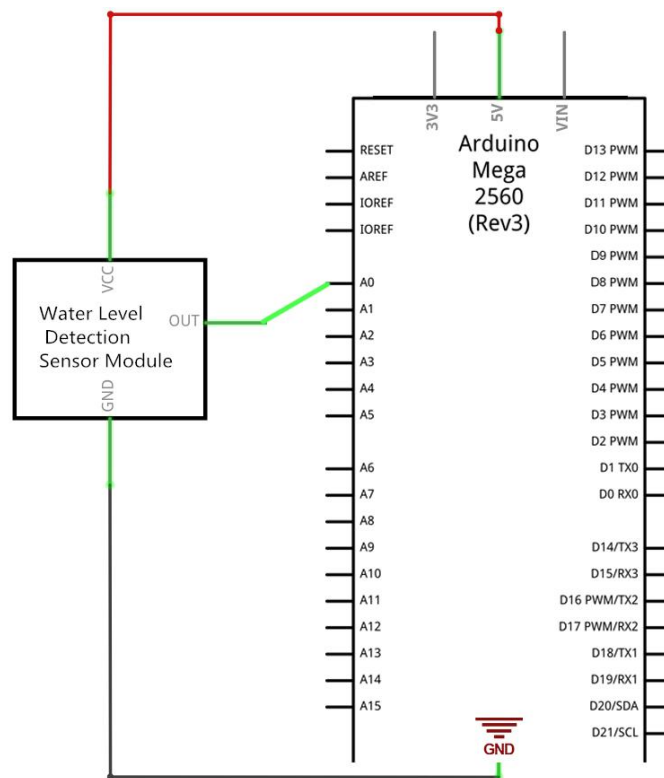 3V3
5V
VIN
Arduino
Mega
2560
(Rev3)
RESET
AREF
IOREF
IOREF
A0
A1
A2
A3
A4
A5
A6
A7
A8
A9
A10
A11
A12
A13
A14
A15
D13 PWM
D12 PWM
D11 PWM
D10 PWM
D9 PWM
D8 PWM
D7 PWM
D6 PWM
D5 PWM
D4 PWM
D3 PWM
D2 PWM
D1 TX0
D0 RX0
D14/TX3
D15/RX3
D16 PWM/TX2
D17 PWM/RX2
D18/TX1
D19/RX1
D20/SDA
D21/SCL
GND
VCC
Water Level
Detection
Sensor Module
OUT
GND